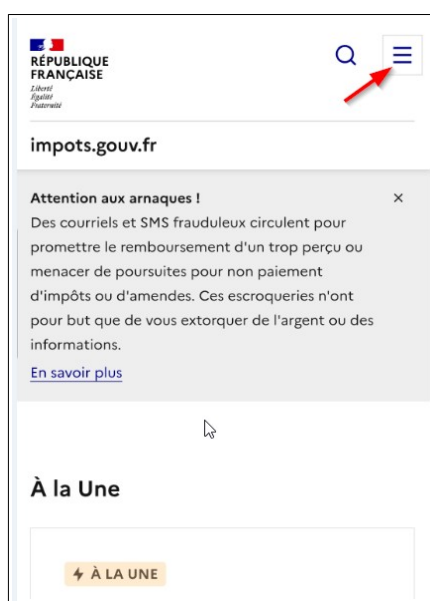 RÉPUBLIQUE
FRANÇAISE
Liberté
Égalité
Fraternité
impots.gouv.fr
Attention aux arnaques !
Des courriels et SMS frauduleux circulent pour
promettre le remboursement d'un trop perçu ou
menacer de poursuites pour non paiement
d'impôts ou d'amendes. Ces escroqueries n'ont
pour but que de vous extorquer de l'argent ou des
informations.
En savoir plus
À la Une
À LA UNE